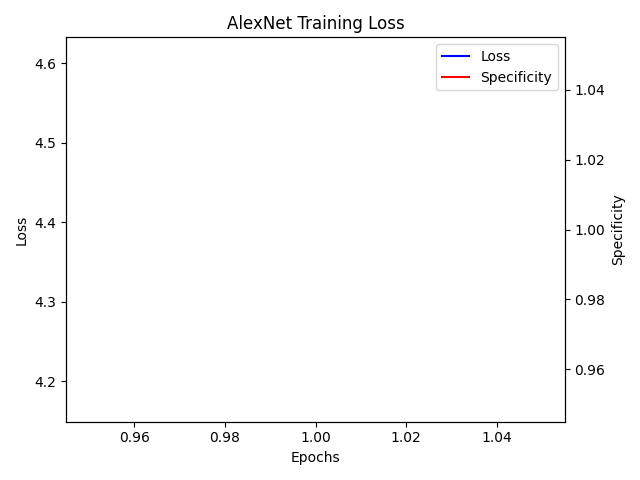 AlexNet Training Loss
Loss
Specificity
4.6
4.5
4.4
4.3
4.2
Loss
1.04
1.02
1.00
0.98
0.96
Specificity
0.96 0.98 1.00 1.02 1.04
Epochs